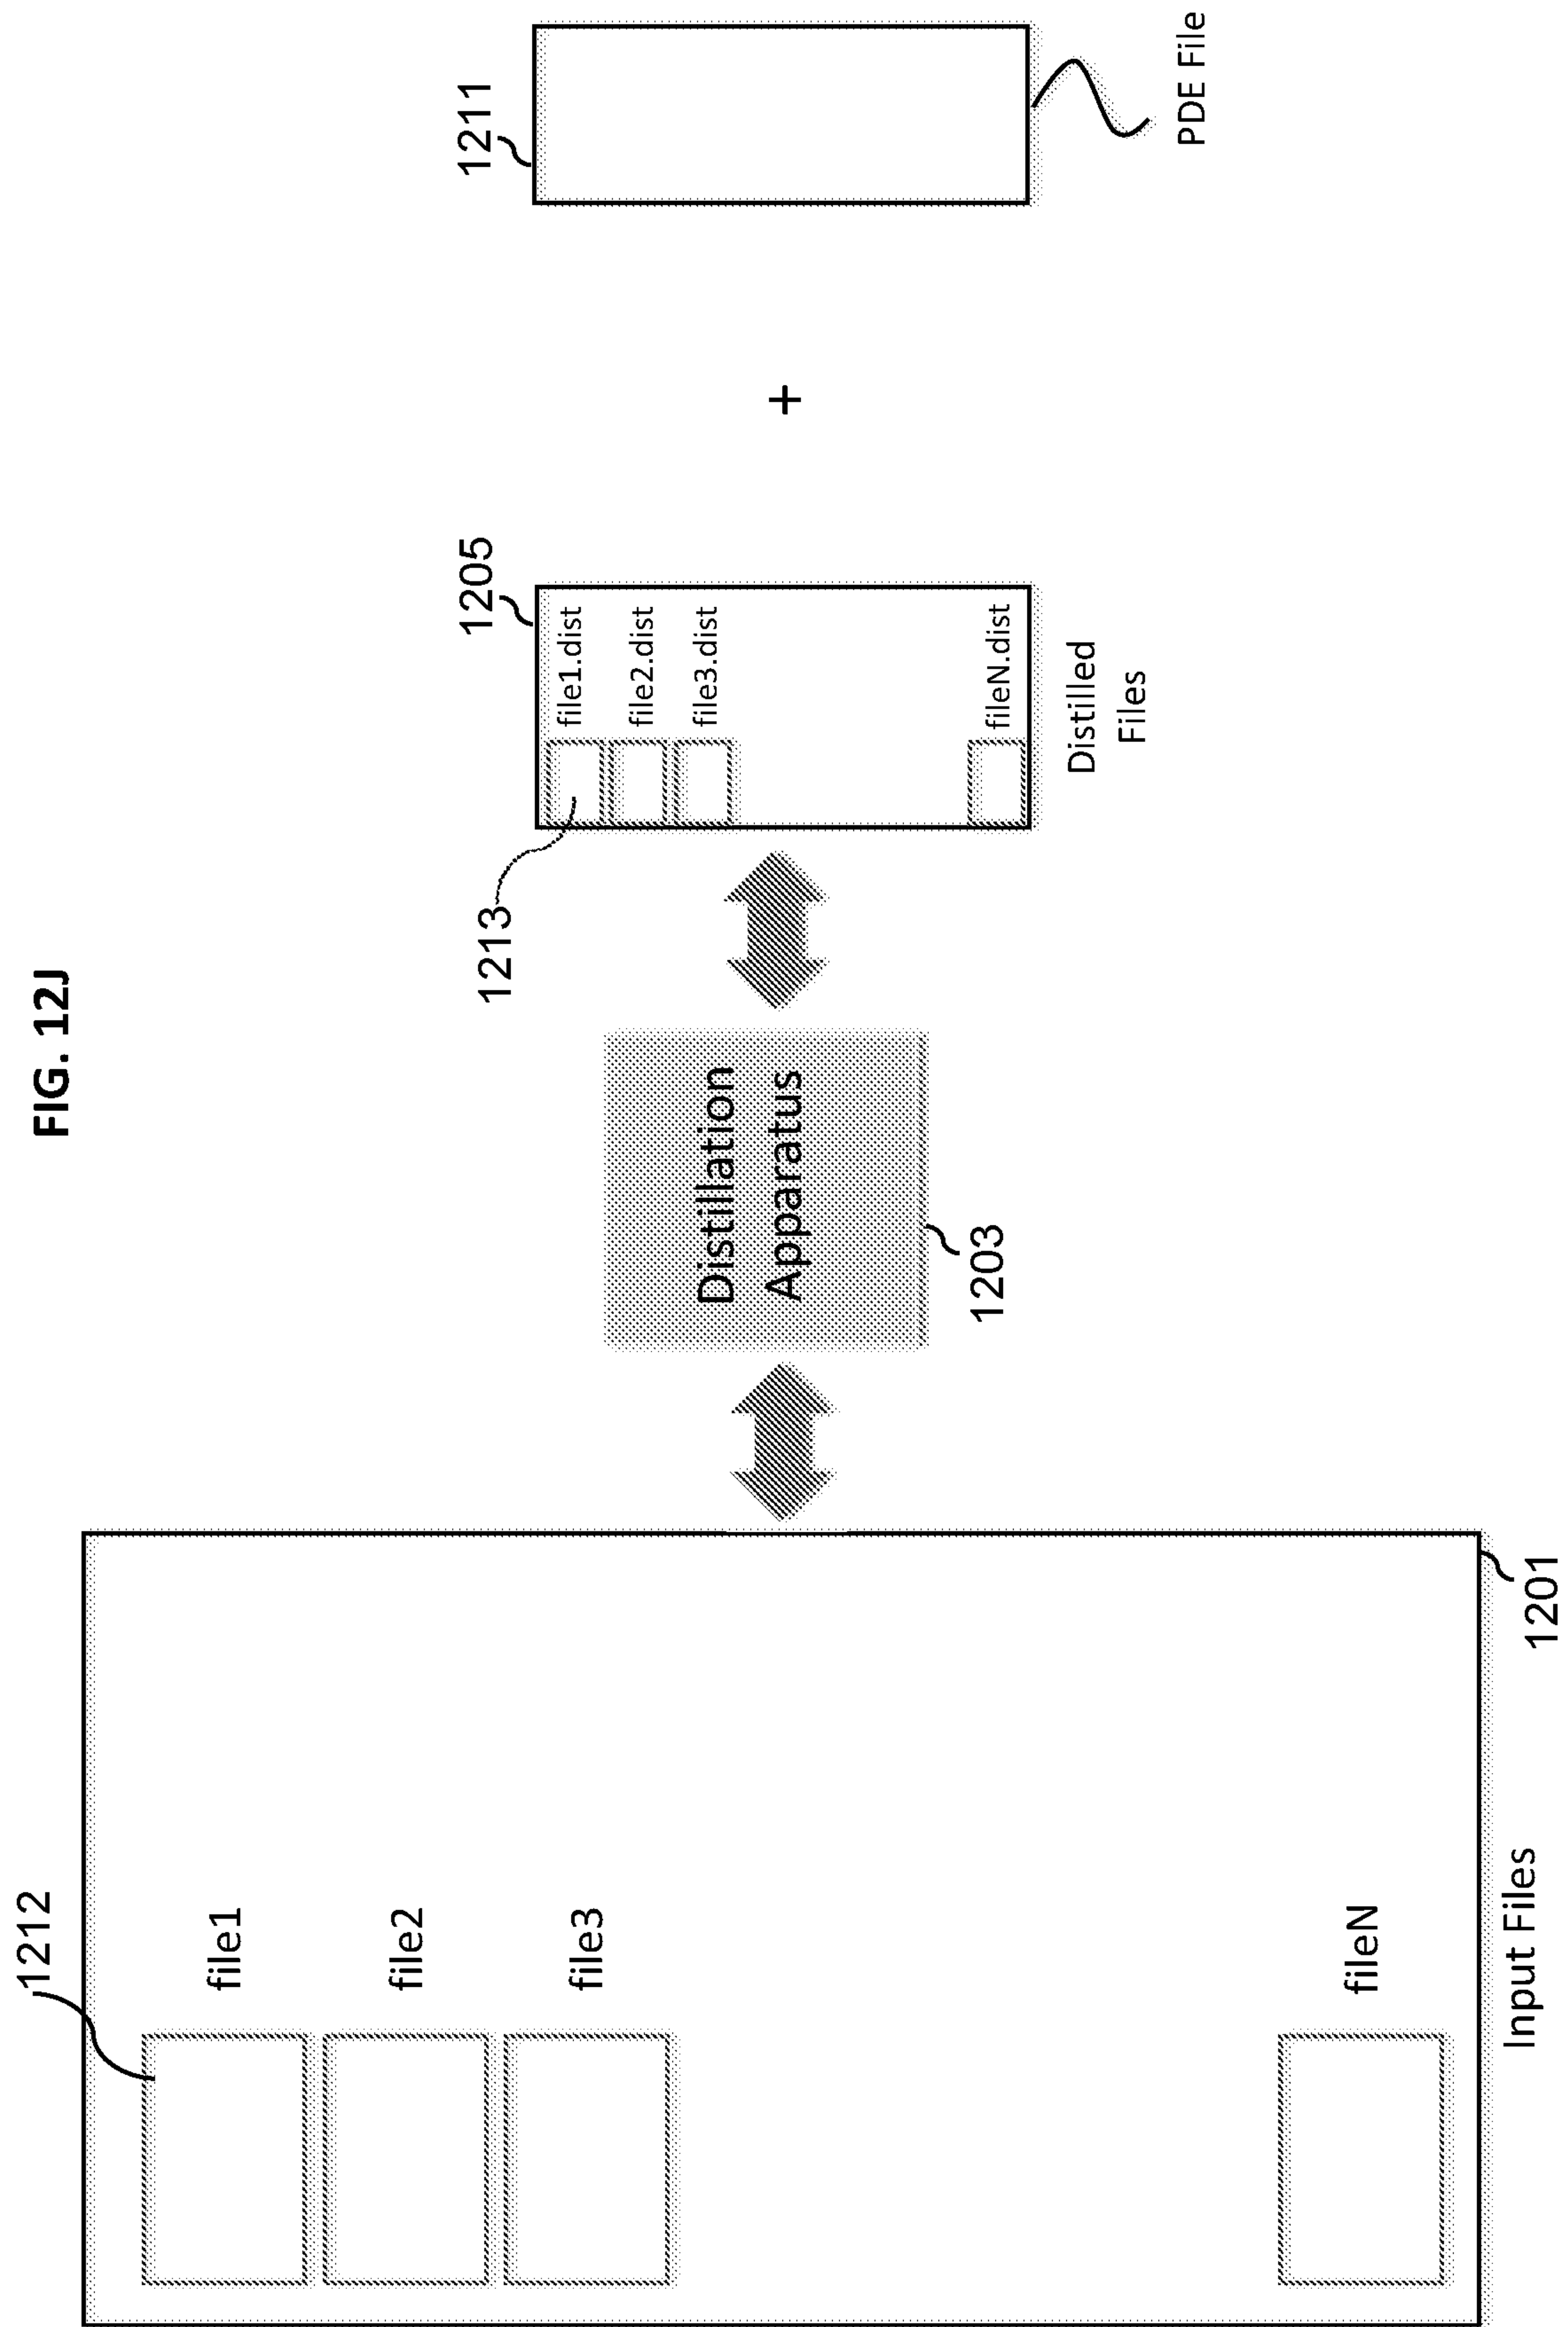 FIG. 12J
1212
file1
file2
file3
fileN
Input Files
1201
Distillation
Apparatus
1203
1213
1205
file1.dist
file2.dist
file3.dist
fileN.dist
Distilled
Files
+
1211
PDE File